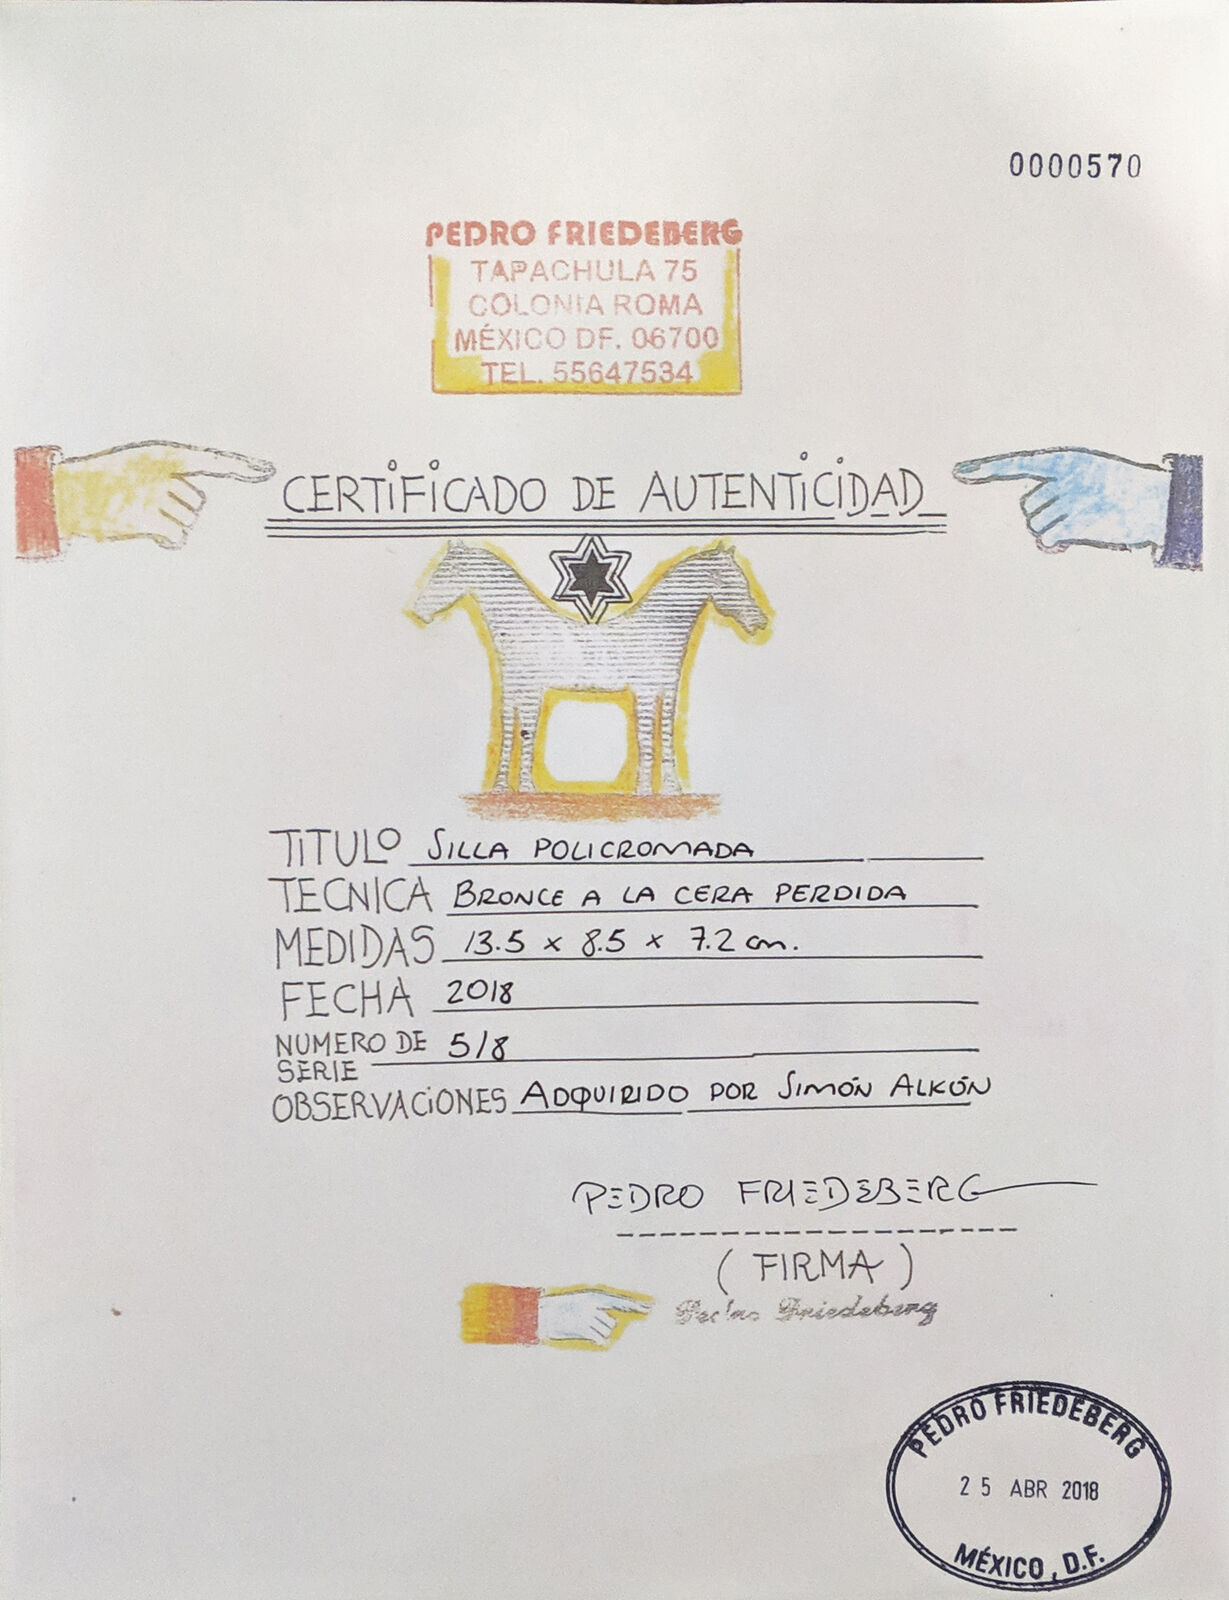 0000570
PEDRO FRIEDEBERG
TAPACHULA 75
COLONIA ROMA
MÉXICO DF. 06700
TEL. 55647534
CERTIFICADO DE AUTENTICIDAD
TITULO SILLA POLICROMADA
TECNICA BRONCE A LA CERA PERDIDA
MEDIDAS 13.5 x 8.5 x 7.2 cm.
FECHA 2018
NUMERO DE SERIE 5/8
OBSERVACIONES ADQUIRIDO POR SIMÓN ALKÓN
PEDRO FRIEDEBERG
( FIRMA )
Pedro Friedeberg
PEDRO FRIEDEBERG
25 ABR 2018
MÉXICO, D.F.